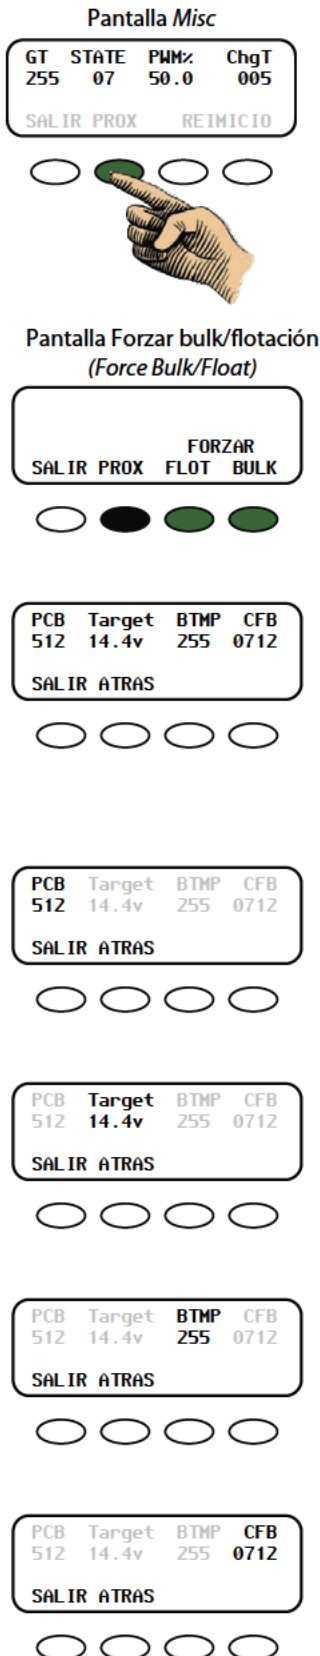 Pantalla Misc
GT STATE PWM% ChgT
255 07 50.0 005
SALIR PROX REIMICIO
Pantalla Forzar bulk/flotación
(Force Bulk/Float)
FORZAR
SALIR PROX FLOT BULK
PCB Target BTMP CFB
512 14.4v 255 0712
SALIR ATRAS
PCB Target BTMP CFB
512 14.4v 255 0712
SALIR ATRAS
PCB Target BTMP CFB
512 14.4v 255 0712
SALIR ATRAS
PCB Target BTMP CFB
512 14.4v 255 0712
SALIR ATRAS
PCB Target BTMP CFB
512 14.4v 255 0712
SALIR ATRAS